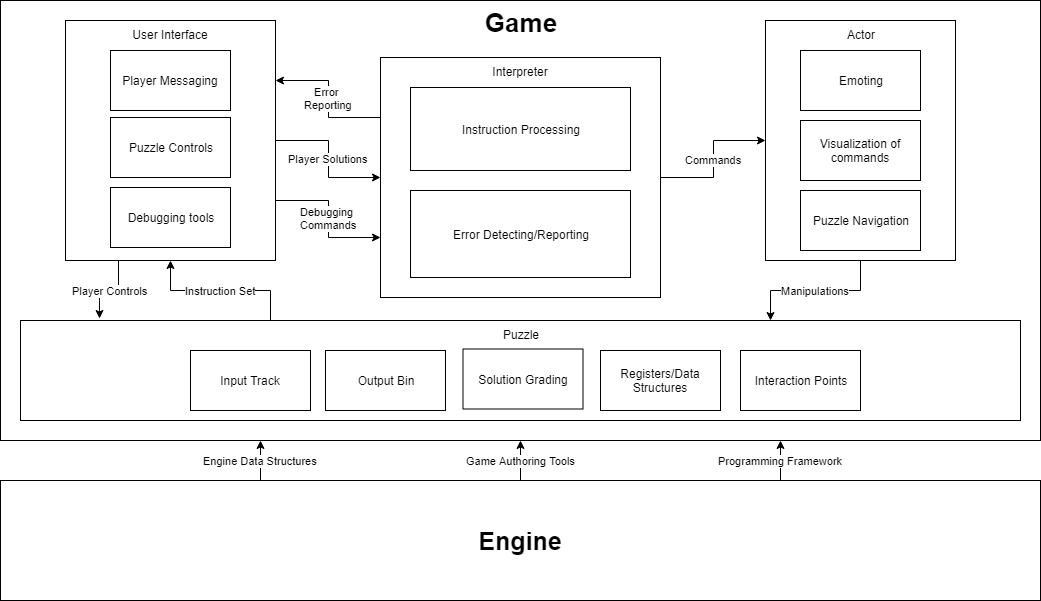 Game
User Interface
Player Messaging
Puzzle Controls
Debugging tools
Error
Reporting
Player Solutions
Debugging
Commands
Interpreter
Instruction Processing
Error Detecting/Reporting
Commands
Actor
Emoting
Visualization of
commands
Puzzle Navigation
Player Controls
Instruction Set
Manipulations
Puzzle
Input Track
Output Bin
Solution Grading
Registers/Data
Structures
Interaction Points
Engine Data Structures
Game Authoring Tools
Programming Framework
Engine